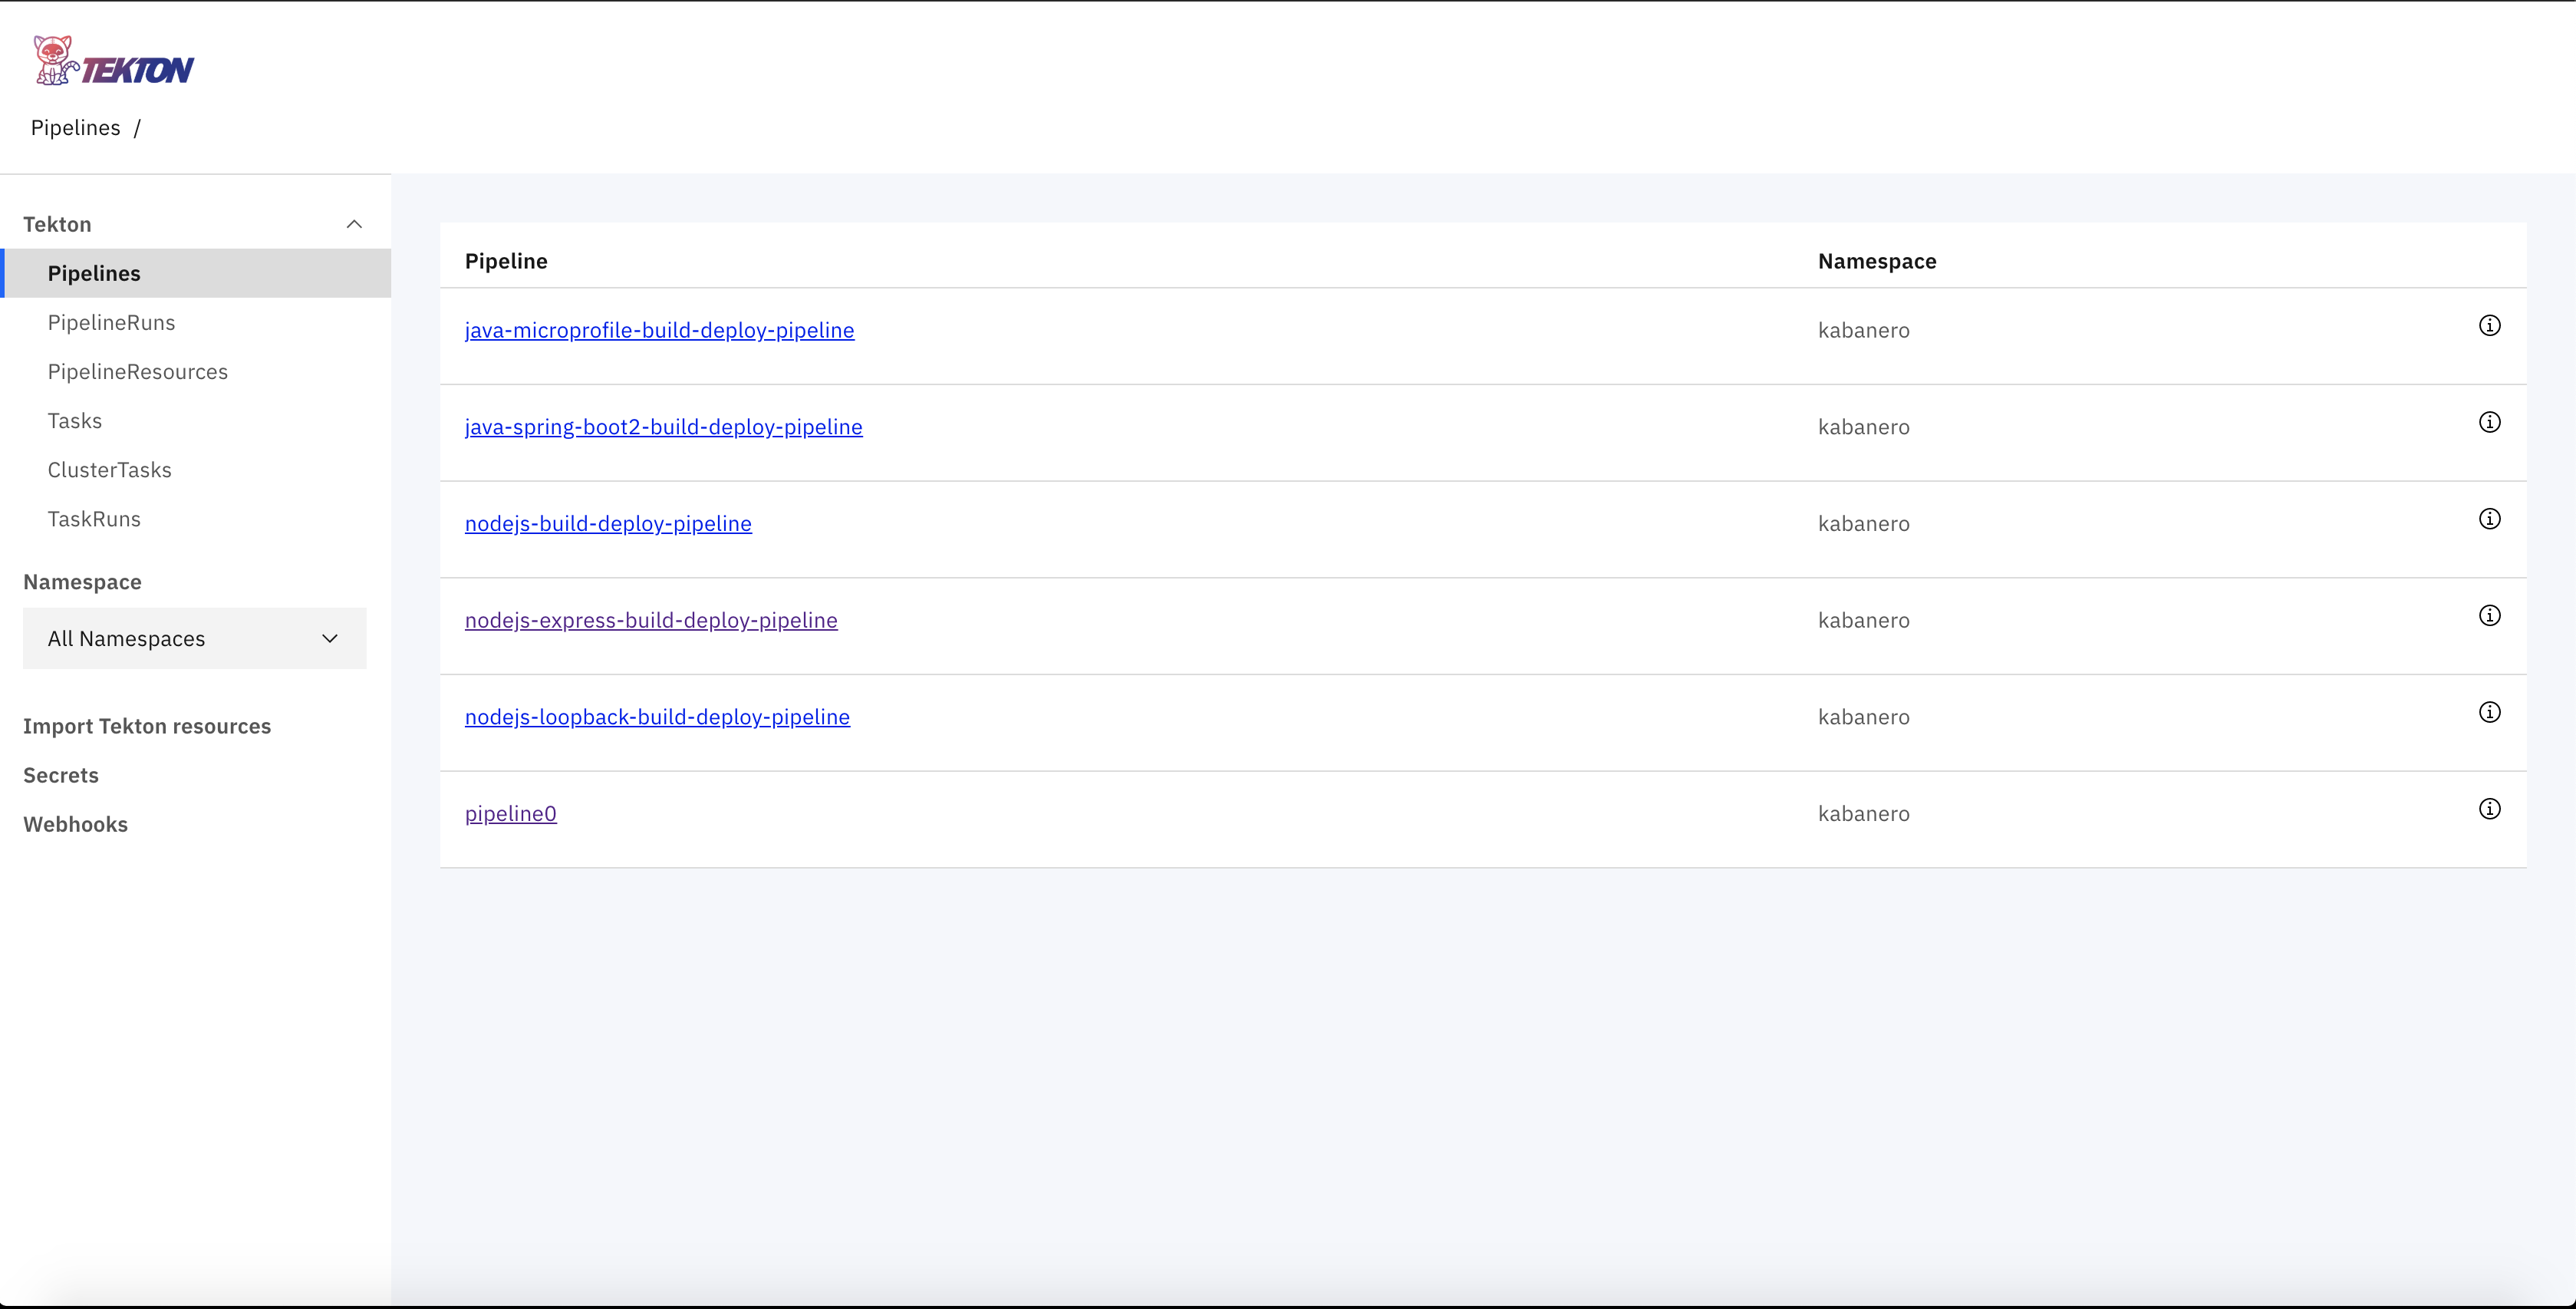 TEKTON
Pipelines /
Tekton
Pipelines
PipelineRuns
PipelineResources
Tasks
ClusterTasks
TaskRuns
Namespace
All Namespaces
Import Tekton resources
Secrets
Webhooks
Pipeline Namespace
java-microprofile-build-deploy-pipeline kabanero
java-spring-boot2-build-deploy-pipeline kabanero
nodejs-build-deploy-pipeline kabanero
nodejs-express-build-deploy-pipeline kabanero
nodejs-loopback-build-deploy-pipeline kabanero
pipeline0 kabanero